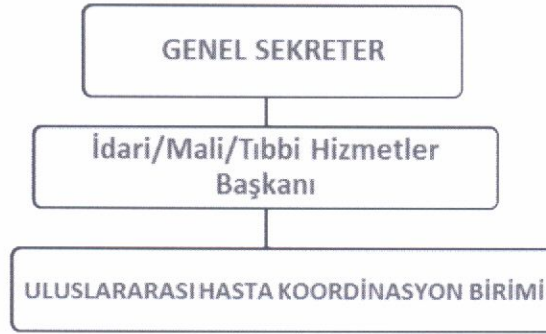 GENEL SEKRETER
İdari/Mali/Tıbbi Hizmetler
Başkanı
ULUSLARARASI HASTA KOORDİNASYON BİRİMİ